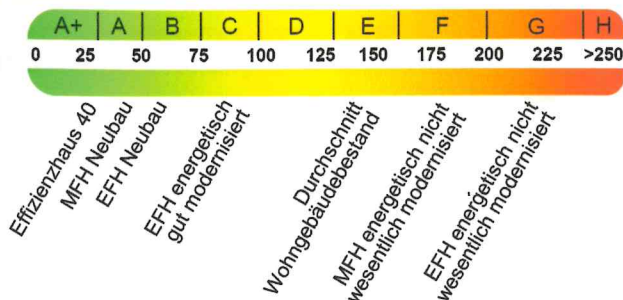 A+ A B C D E F G H
0 25 50 75 100 125 150 175 200 225 >250
Effizienzhaus 40
MFH Neubau
EFH Neubau
EFH energetisch
gut modernisiert
Durchschnitt
Wohngebäudebestand
MFH energetisch nicht
wesentlich modernisiert
EFH energetisch nicht
wesentlich modernisiert